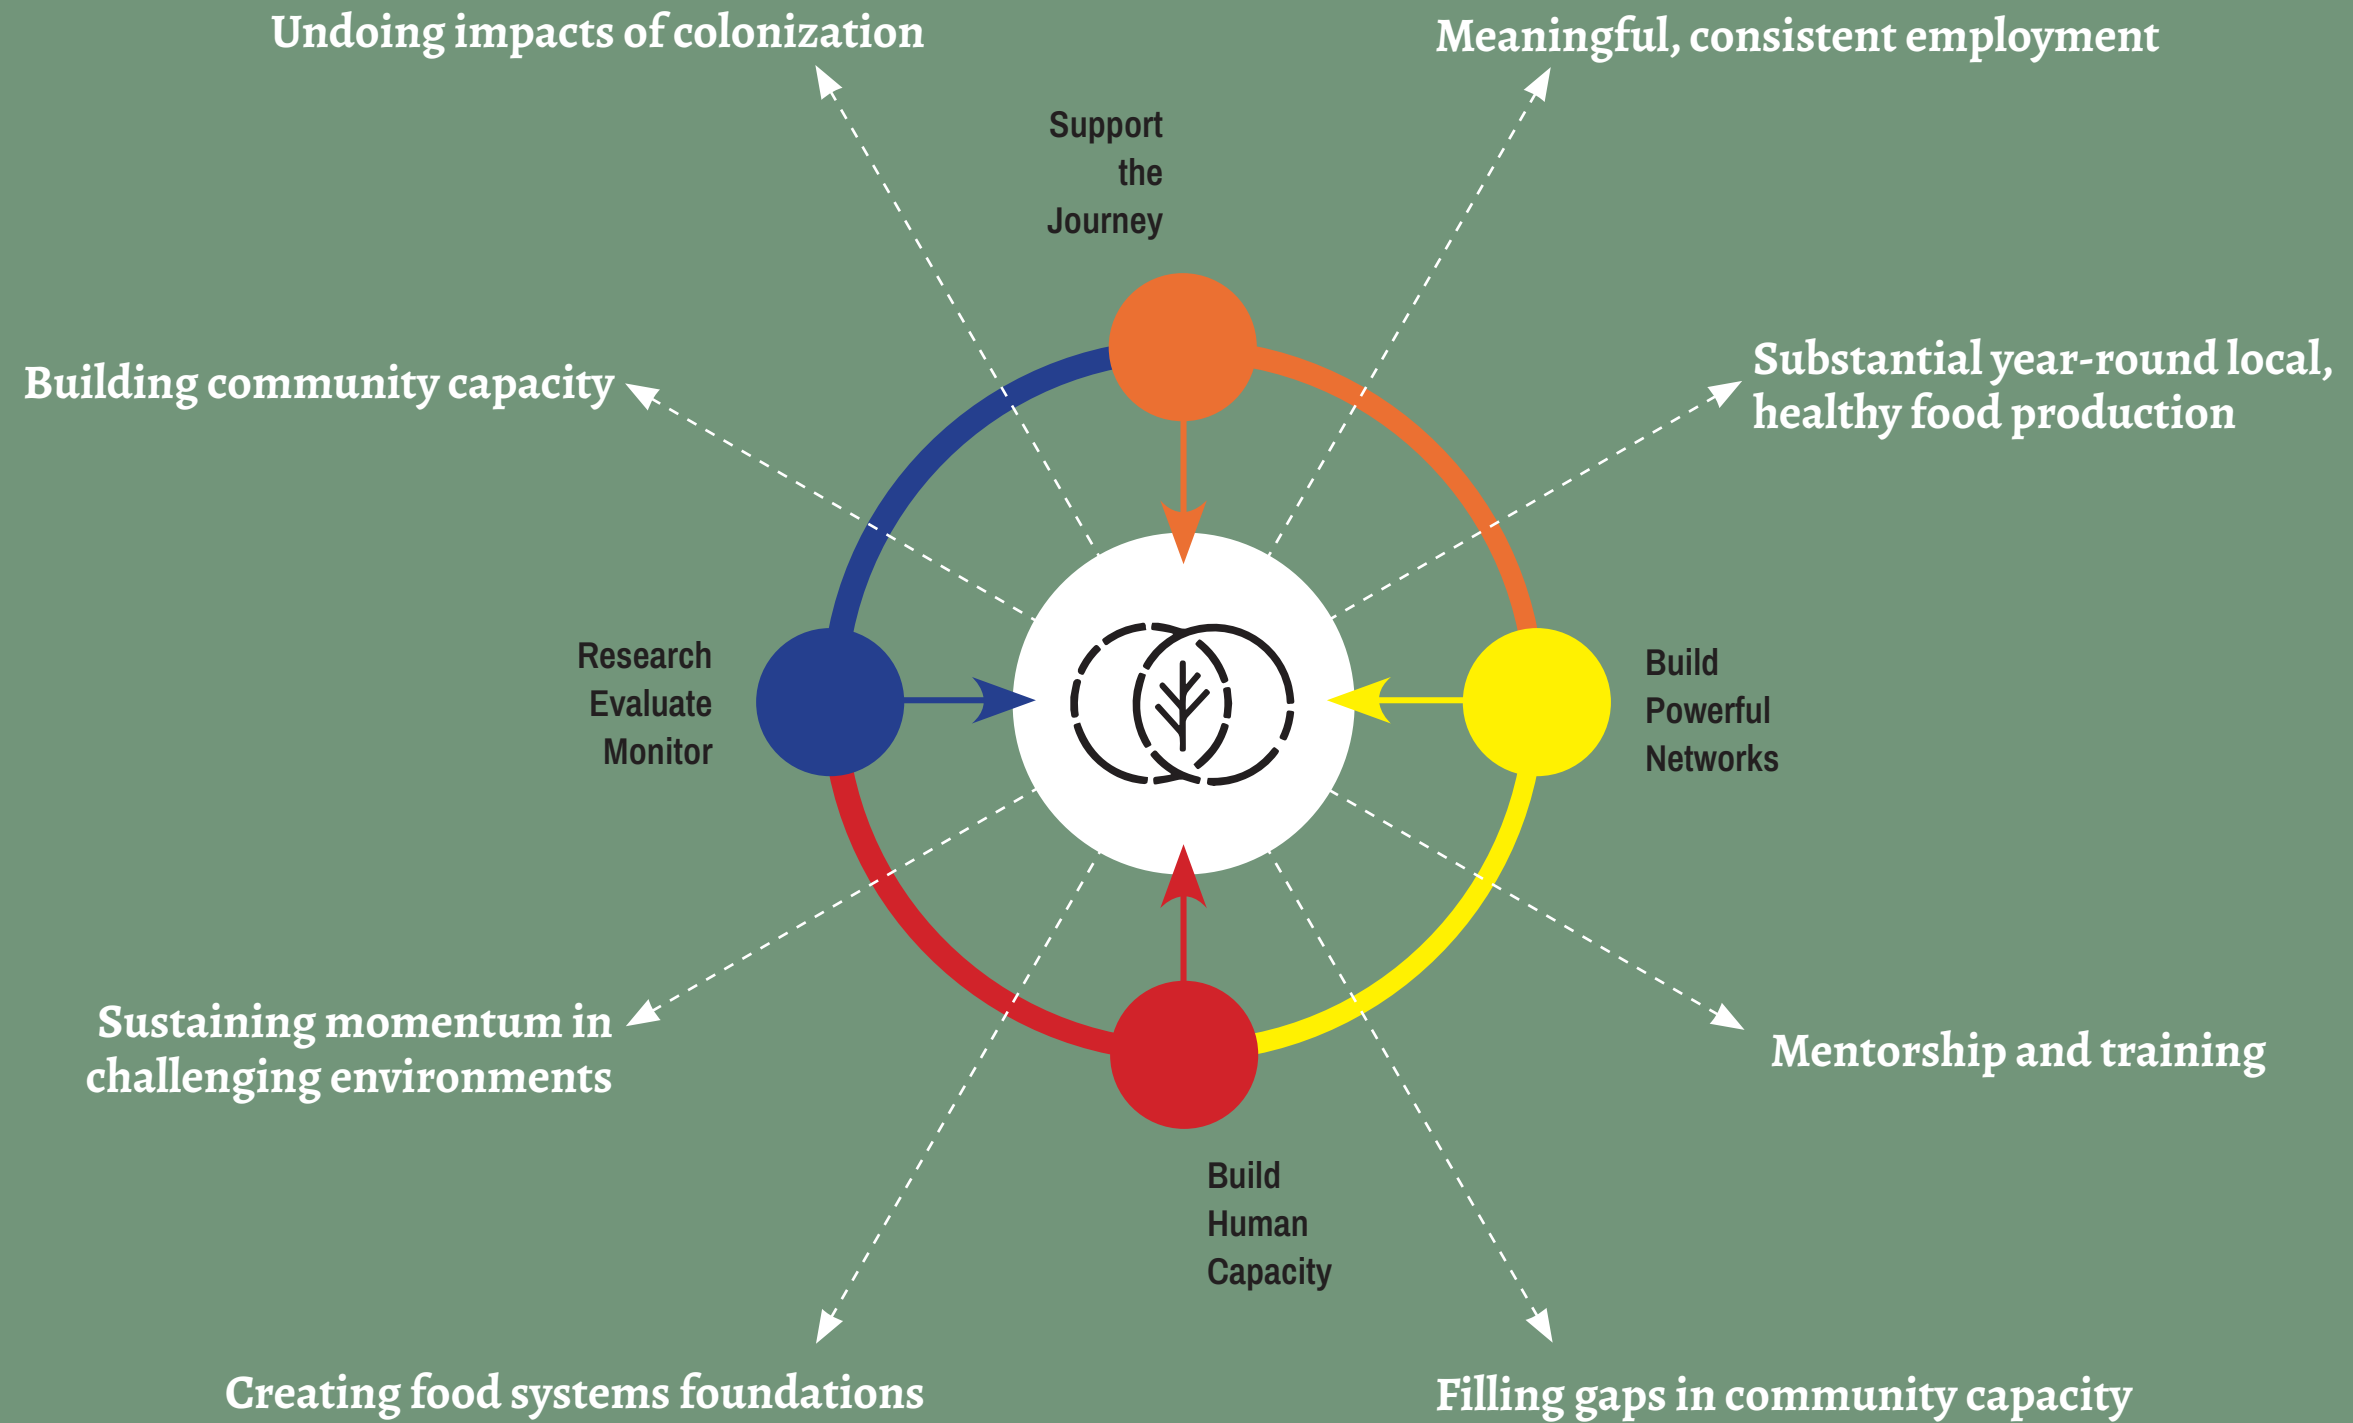 Undoing impacts of colonization
Meaningful, consistent employment
Support
the
Journey
Building community capacity
Substantial year-round local,
healthy food production
Research
Evaluate
Monitor
Build
Powerful
Networks
Sustaining momentum in
challenging environments
Mentorship and training
Build
Human
Capacity
Creating food systems foundations
Filling gaps in community capacity